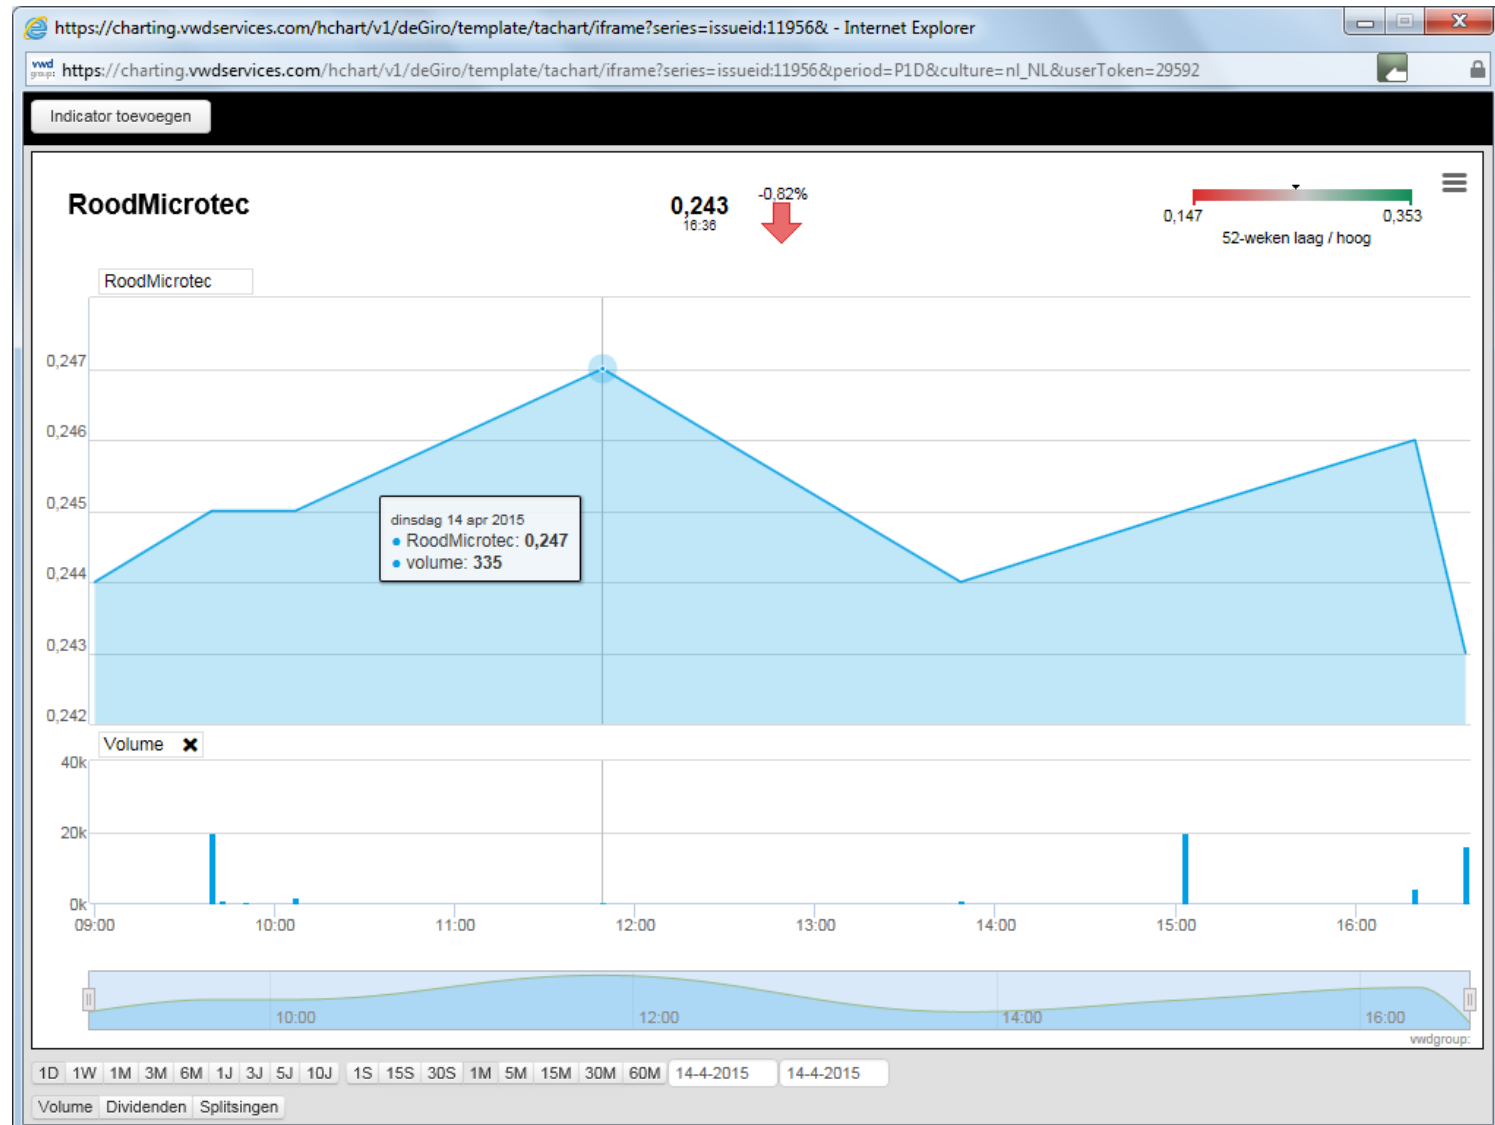 https://charting.vwdservices.com/hchart/v1/deGiro/template/tachart/iframe?series=issueid:11956& - Internet Explorer
vwd group: https://charting.vwdservices.com/hchart/v1/deGiro/template/tachart/iframe?series=issueid:11956&period=P1D&culture=nl_NL&userToken=29592
Indicator toevoegen
RoodMicrotec
0,243
16:36
-0,82%
0,147 0,353
52-weken laag / hoog
RoodMicrotec
0,247
0,246
0,245
0,244
0,243
0,242
dinsdag 14 apr 2015
RoodMicrotec: 0,247
volume: 335
Volume
40k
20k
0k
09:00 10:00 11:00 12:00 13:00 14:00 15:00 16:00
10:00 12:00 14:00 16:00
vwdgroup:
1D 1W 1M 3M 6M 1J 3J 5J 10J 1S 15S 30S 1M 5M 15M 30M 60M 14-4-2015 14-4-2015
Volume Dividenden Splitsingen